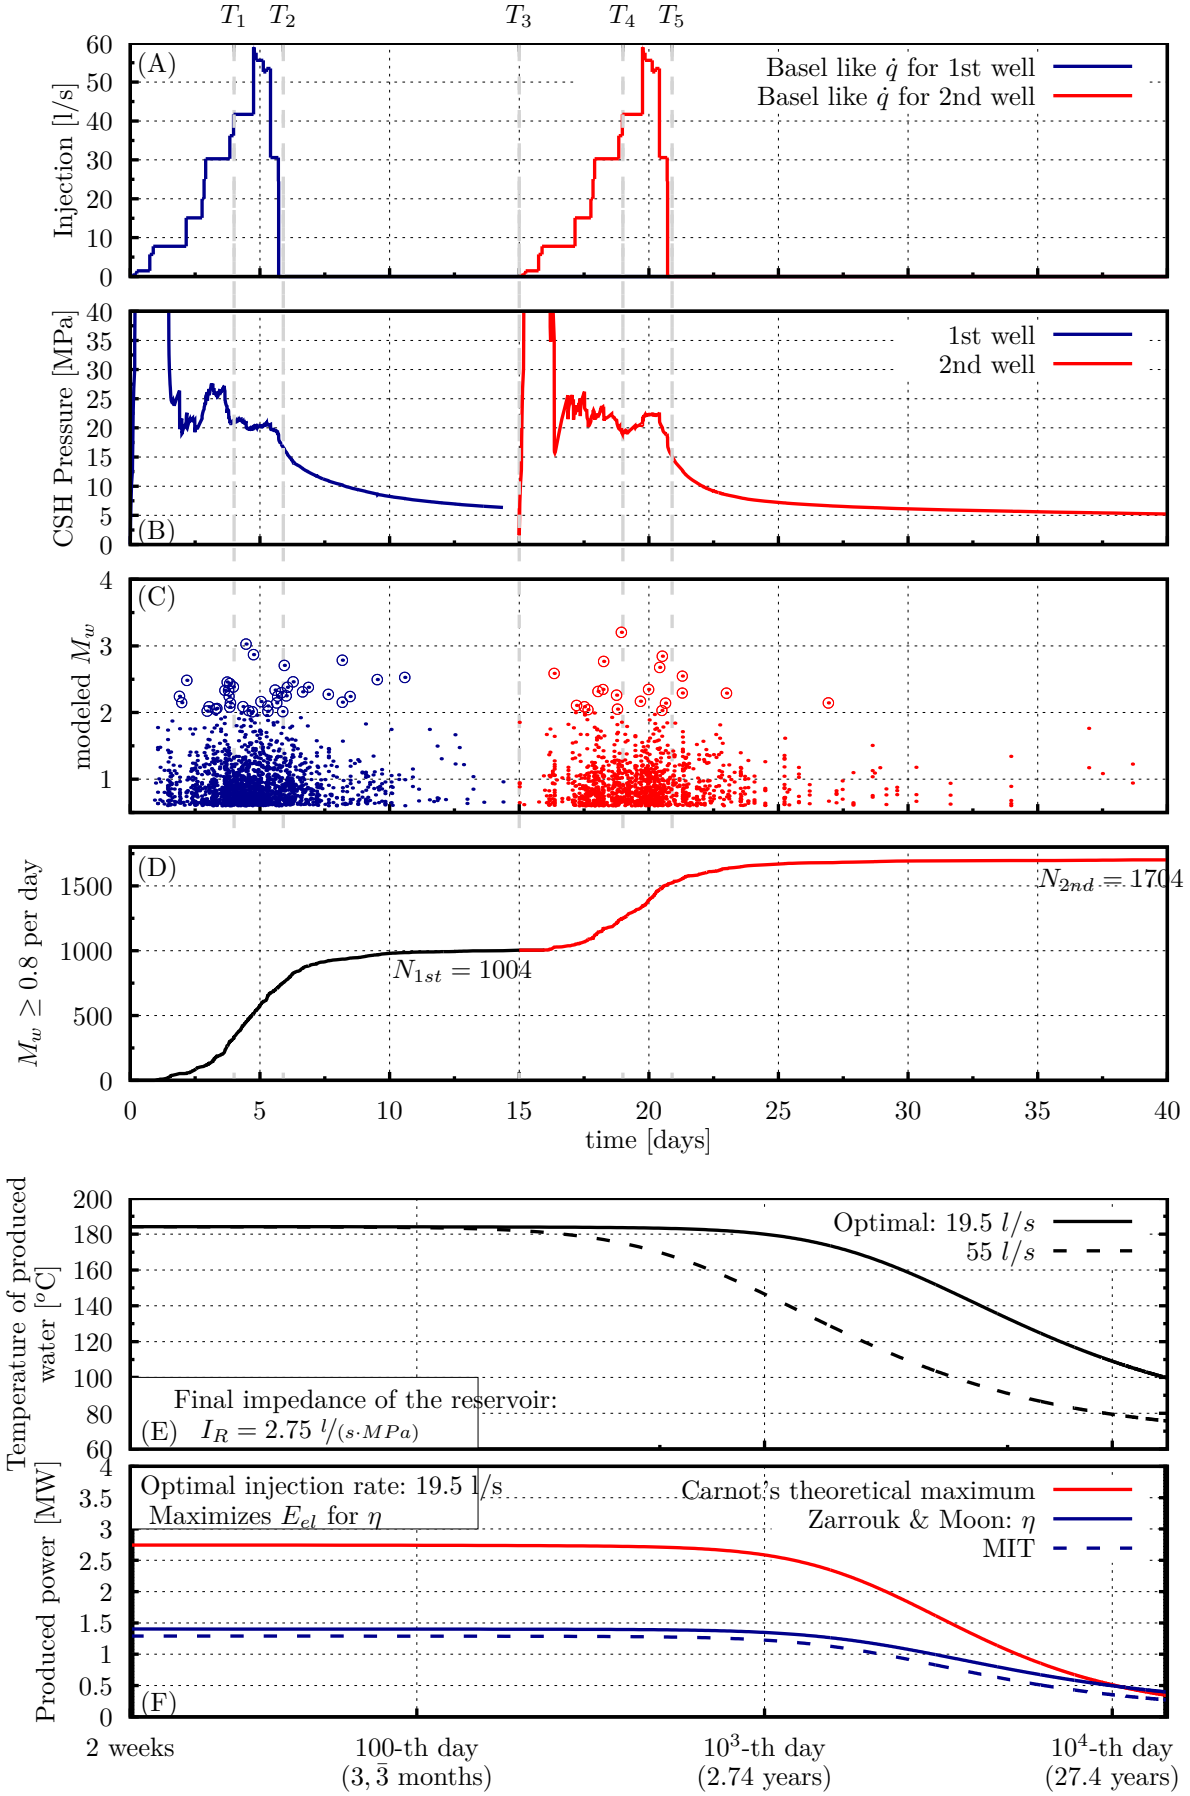 T1 T2 T3 T4 T5
(A)
Injection [l/s]
60
50
40
30
20
10
0
Basel like q̇ for 1st well
Basel like q̇ for 2nd well
(B)
CSH Pressure [MPa]
40
35
30
25
20
15
10
5
0
1st well
2nd well
(C)
modeled Mw
4
3
2
1
(D)
Mw ≥ 0.8 per day
1500
1000
500
0
N1st = 1004
N2nd = 1704
0 5 10 15 20 25 30 35 40
time [days]
Temperature of produced
water [°C]
200
180
160
140
120
100
80
60
Optimal: 19.5 l/s
55 l/s
Final impedance of the reservoir:
(E) IR = 2.75 l/(s·MPa)
Produced power [MW]
4
3.5
3
2.5
2
1.5
1
0.5
0
Optimal injection rate: 19.5 l/s
Maximizes Eel for η
Carnot's theoretical maximum
Zarrouk & Moon: η
MIT
(F)
2 weeks 100-th day 10³-th day 10⁴-th day
(3, 3̄ months) (2.74 years) (27.4 years)